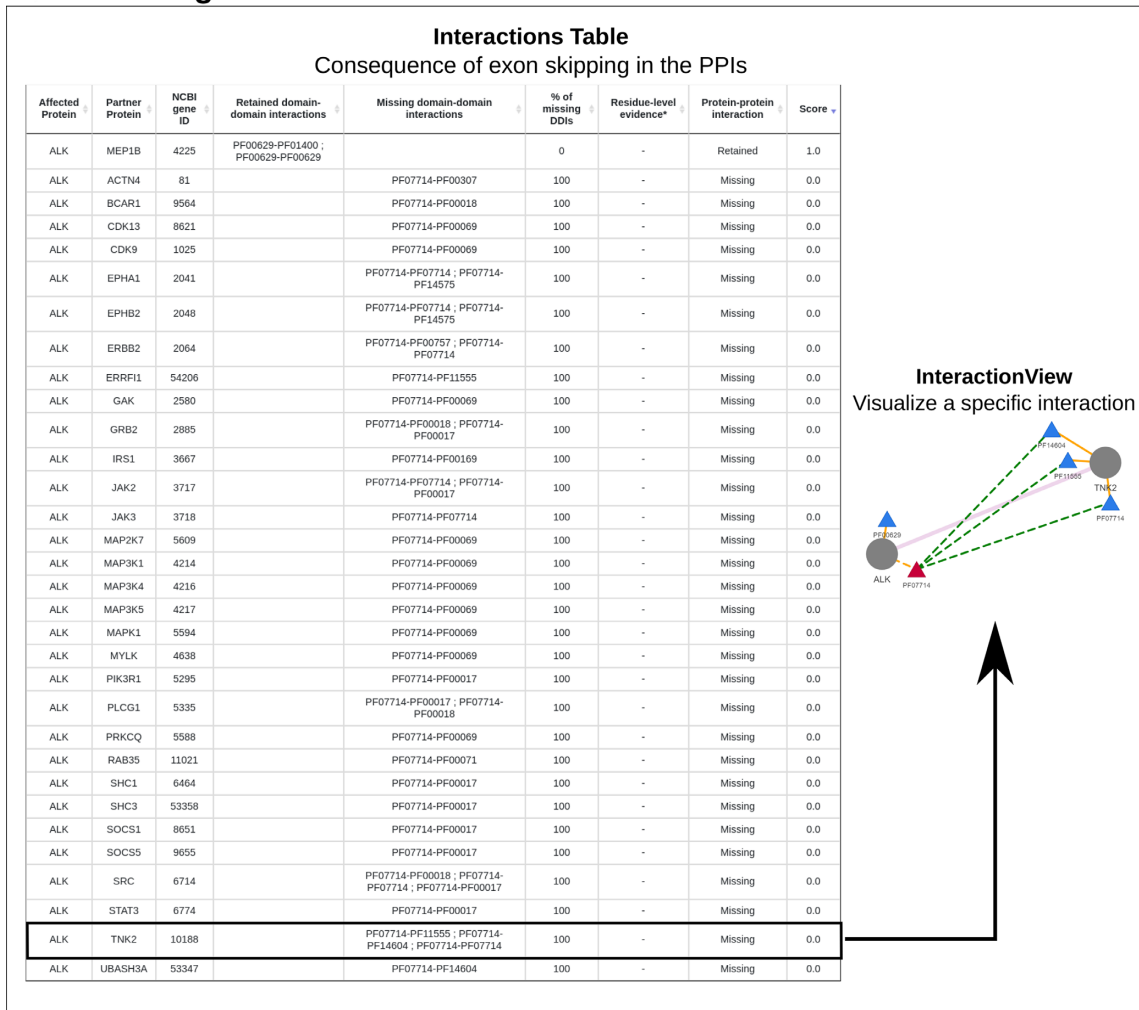 Interactions Table
Consequence of exon skipping in the PPIs
Affected Protein Partner Protein NCBI gene ID Retained domain-domain interactions Missing domain-domain interactions % of missing DDIs Residue-level evidence* Protein-protein interaction Score
ALK MEP1B 4225 PF00629-PF01400 ; PF00629-PF00629 0 - Retained 1.0
ALK ACTN4 81 PF07714-PF00307 100 - Missing 0.0
ALK BCAR1 9564 PF07714-PF00018 100 - Missing 0.0
ALK CDK13 8621 PF07714-PF00069 100 - Missing 0.0
ALK CDK9 1025 PF07714-PF00069 100 - Missing 0.0
ALK EPHA1 2041 PF07714-PF07714 ; PF07714-PF14575 100 - Missing 0.0
ALK EPHB2 2048 PF07714-PF07714 ; PF07714-PF14575 100 - Missing 0.0
ALK ERBB2 2064 PF07714-PF00757 ; PF07714-PF07714 100 - Missing 0.0
ALK ERRFI1 54206 PF07714-PF11555 100 - Missing 0.0
ALK GAK 2580 PF07714-PF00069 100 - Missing 0.0
ALK GRB2 2885 PF07714-PF00018 ; PF07714-PF00017 100 - Missing 0.0
ALK IRS1 3667 PF07714-PF00169 100 - Missing 0.0
ALK JAK2 3717 PF07714-PF07714 ; PF07714-PF00017 100 - Missing 0.0
ALK JAK3 3718 PF07714-PF07714 100 - Missing 0.0
ALK MAP2K7 5609 PF07714-PF00069 100 - Missing 0.0
ALK MAP3K1 4214 PF07714-PF00069 100 - Missing 0.0
ALK MAP3K4 4216 PF07714-PF00069 100 - Missing 0.0
ALK MAP3K5 4217 PF07714-PF00069 100 - Missing 0.0
ALK MAPK1 5594 PF07714-PF00069 100 - Missing 0.0
ALK MYLK 4638 PF07714-PF00069 100 - Missing 0.0
ALK PIK3R1 5295 PF07714-PF00017 100 - Missing 0.0
ALK PLCG1 5335 PF07714-PF00017 ; PF07714-PF00018 100 - Missing 0.0
ALK PRKCQ 5588 PF07714-PF00069 100 - Missing 0.0
ALK RAB35 11021 PF07714-PF00071 100 - Missing 0.0
ALK SHC1 6464 PF07714-PF00017 100 - Missing 0.0
ALK SHC3 53358 PF07714-PF00017 100 - Missing 0.0
ALK SOCS1 8651 PF07714-PF00017 100 - Missing 0.0
ALK SOCS5 9655 PF07714-PF00017 100 - Missing 0.0
ALK SRC 6714 PF07714-PF00018 ; PF07714-PF07714 ; PF07714-PF00017 100 - Missing 0.0
ALK STAT3 6774 PF07714-PF00017 100 - Missing 0.0
ALK TNK2 10188 PF07714-PF11555 ; PF07714-PF14604 ; PF07714-PF07714 100 - Missing 0.0
ALK UBASH3A 53347 PF07714-PF14604 100 - Missing 0.0
InteractionView
Visualize a specific interaction
PF14604
PF11555
TNK2
PF07714
PF00629
ALK
PF07714